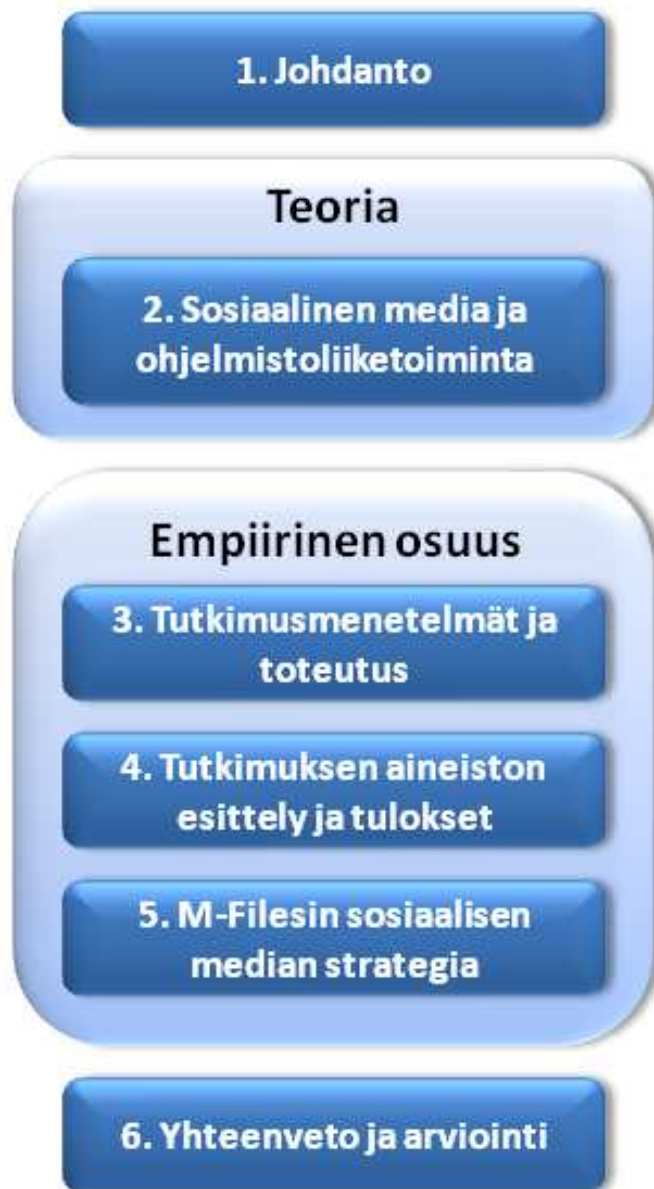 1. Johdanto
Teoria
2. Sosiaalinen media ja
ohjelmistoliiketoiminta
Empiirinen osuus
3. Tutkimusmenetelmät ja
toteutus
4. Tutkimuksen aineiston
esittely ja tulokset
5. M-Filesin sosiaalisen
median strategia
6. Yhteenveto ja arviointi